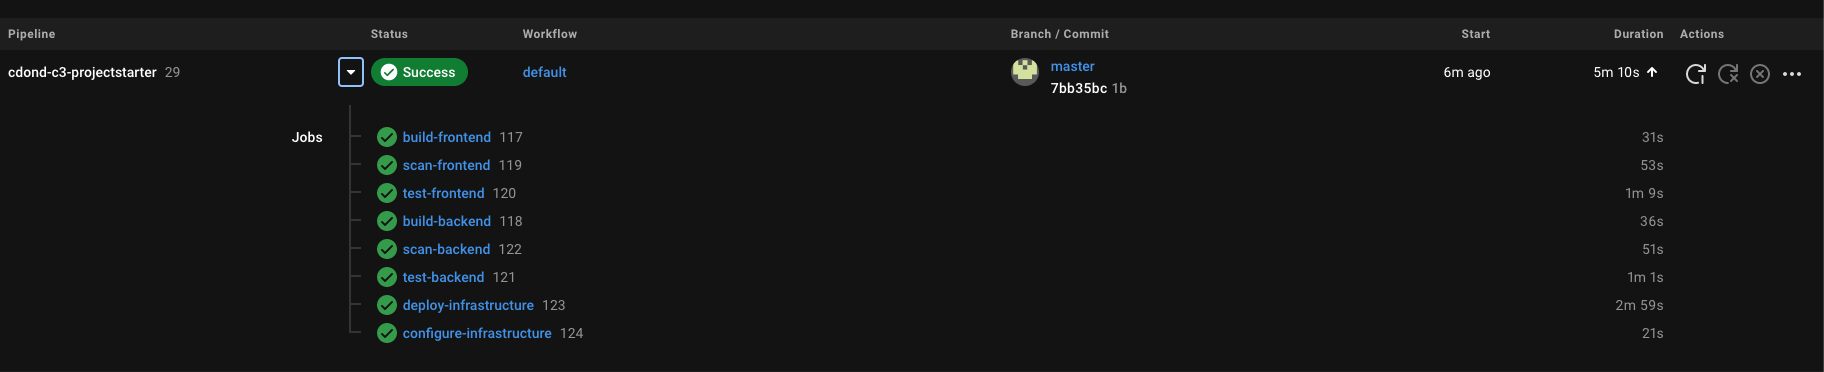 Pipeline Status Workflow Branch / Commit Start Duration Actions
cdond-c3-projectstarter 29 Success default master 6m ago 5m 10s
7bb35bc 1b
Jobs build-frontend 117 31s
scan-frontend 119 53s
test-frontend 120 1m 9s
build-backend 118 36s
scan-backend 122 51s
test-backend 121 1m 1s
deploy-infrastructure 123 2m 59s
configure-infrastructure 124 21s